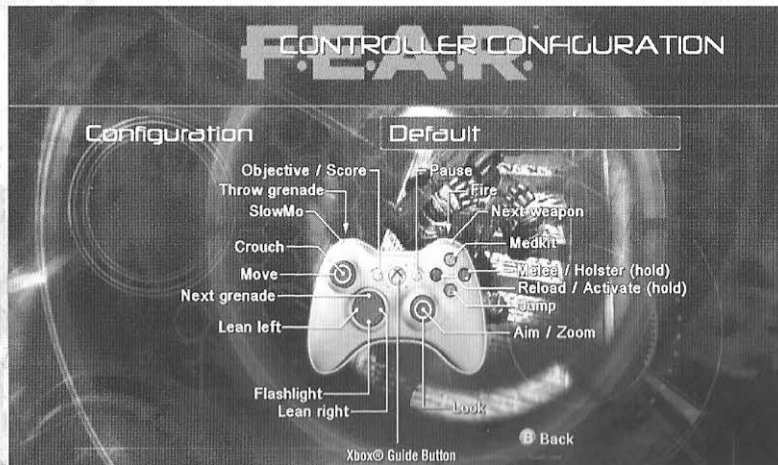 F.E.A.R.
CONTROLLER CONFIGURATION
Configuration
Default
Objective / Score
Pause
Throw grenade
Fire
SlowMo
Next weapon
Crouch
Medkit
Move
Melee / Holster (hold)
Next grenade
Reload / Activate (hold)
Jump
Lean left
Aim / Zoom
Flashlight
Lean right
Look
B Back
Xbox® Guide Button